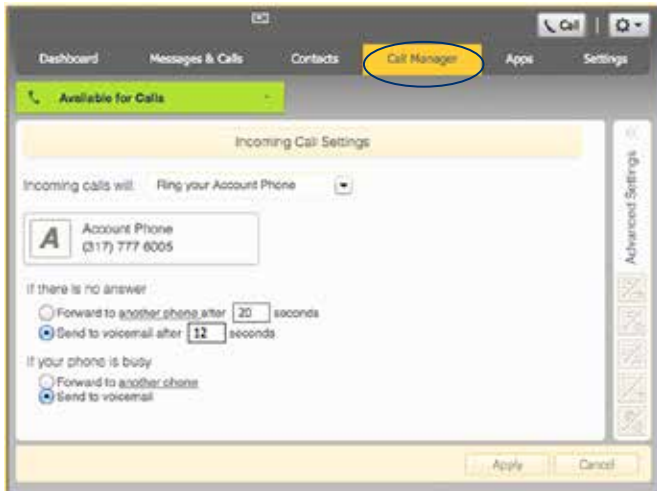 Call
Dashboard Messages & Calls Contacts Call Manager Apps Settings
Available for Calls
Incoming Call Settings
Incoming calls will: Ring your Account Phone
A Account Phone
(317) 777 6005
If there is no answer
Forward to another phone after 20 seconds
Send to voicemail after 12 seconds
If your phone is busy
Forward to another phone
Send to voicemail
Advanced Settings
Apply Cancel